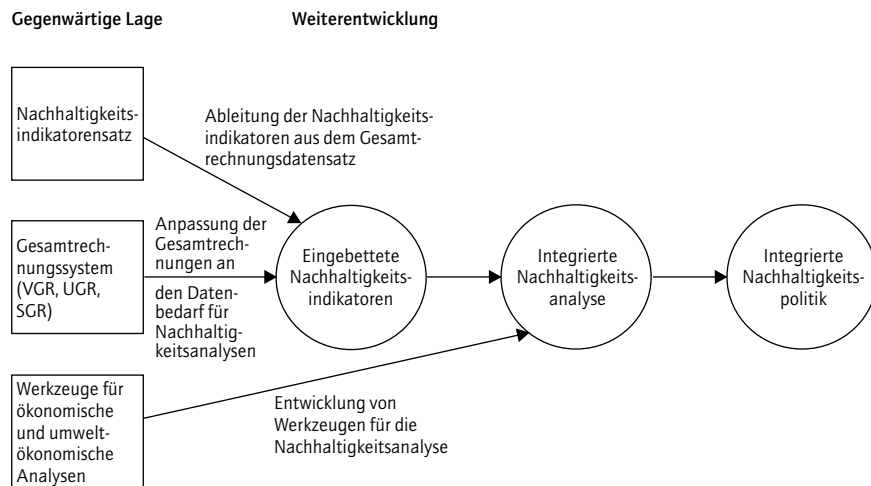 Gegenwärtige Lage
Weiterentwicklung
Nachhaltigkeits-
indikatorensatz
Ableitung der Nachhaltigkeits-
indikatoren aus dem Gesamt-
rechnungsdatensatz
Gesamtrech-
nungssystem
(VGR, UGR,
SGR)
Anpassung der
Gesamtrech-
nungen an
den Daten-
bedarf für
Nachhaltig-
keitsanalysen
Eingebettete
Nachhaltigkeits-
indikatoren
Integrierte
Nachhaltigkeits-
analyse
Integrierte
Nachhaltigkeits-
politik
Werkzeuge für
ökonomische
und umwelt-
ökonomische
Analysen
Entwicklung von
Werkzeugen für die
Nachhaltigkeitsanalyse